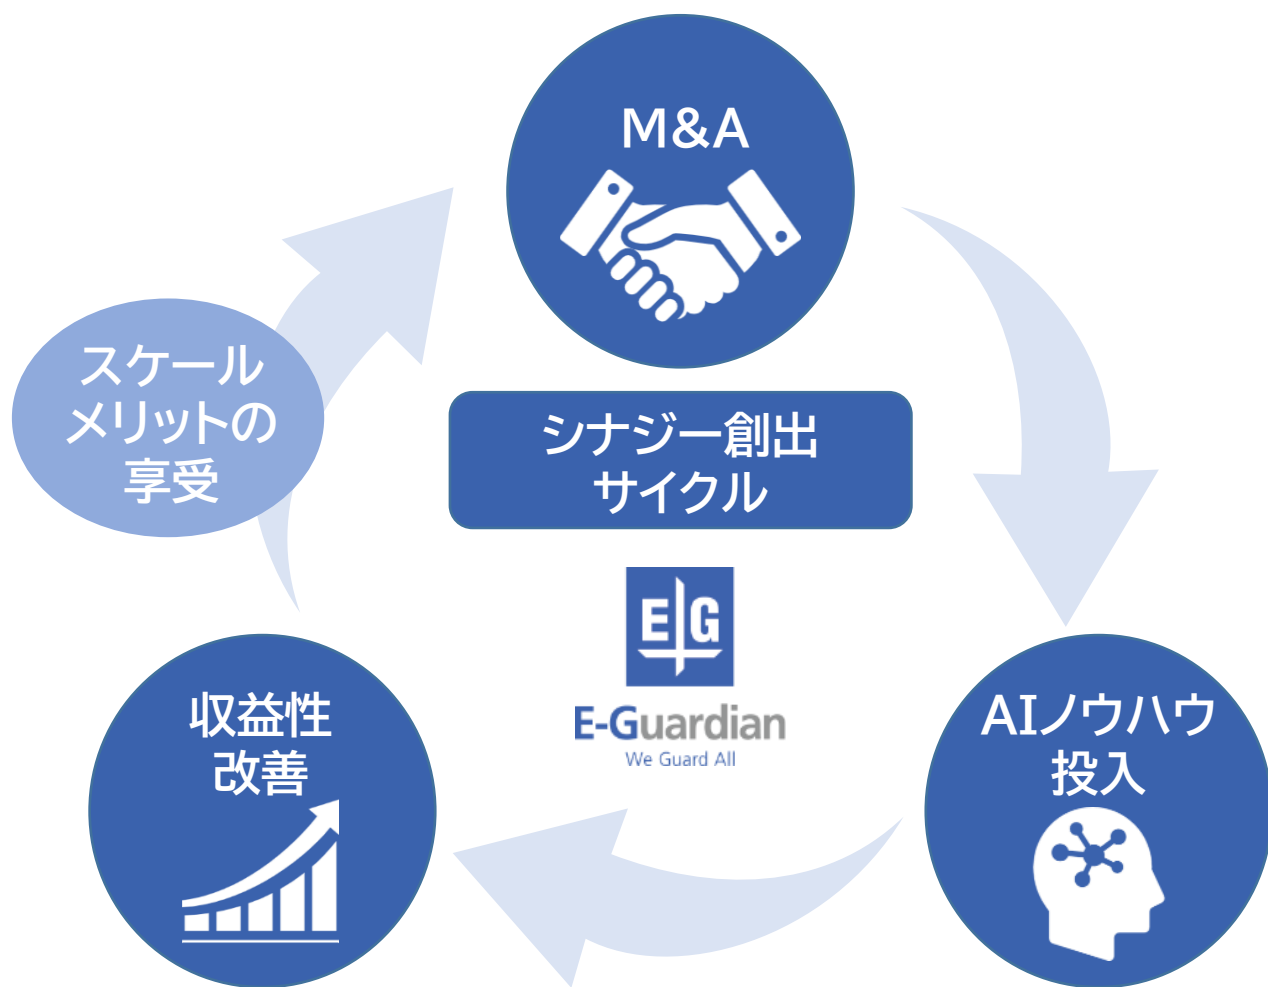 M&A
スケール
メリットの
享受
シナジー創出
サイクル
EG
E-Guardian
We Guard All
収益性
改善
AIノウハウ
投入